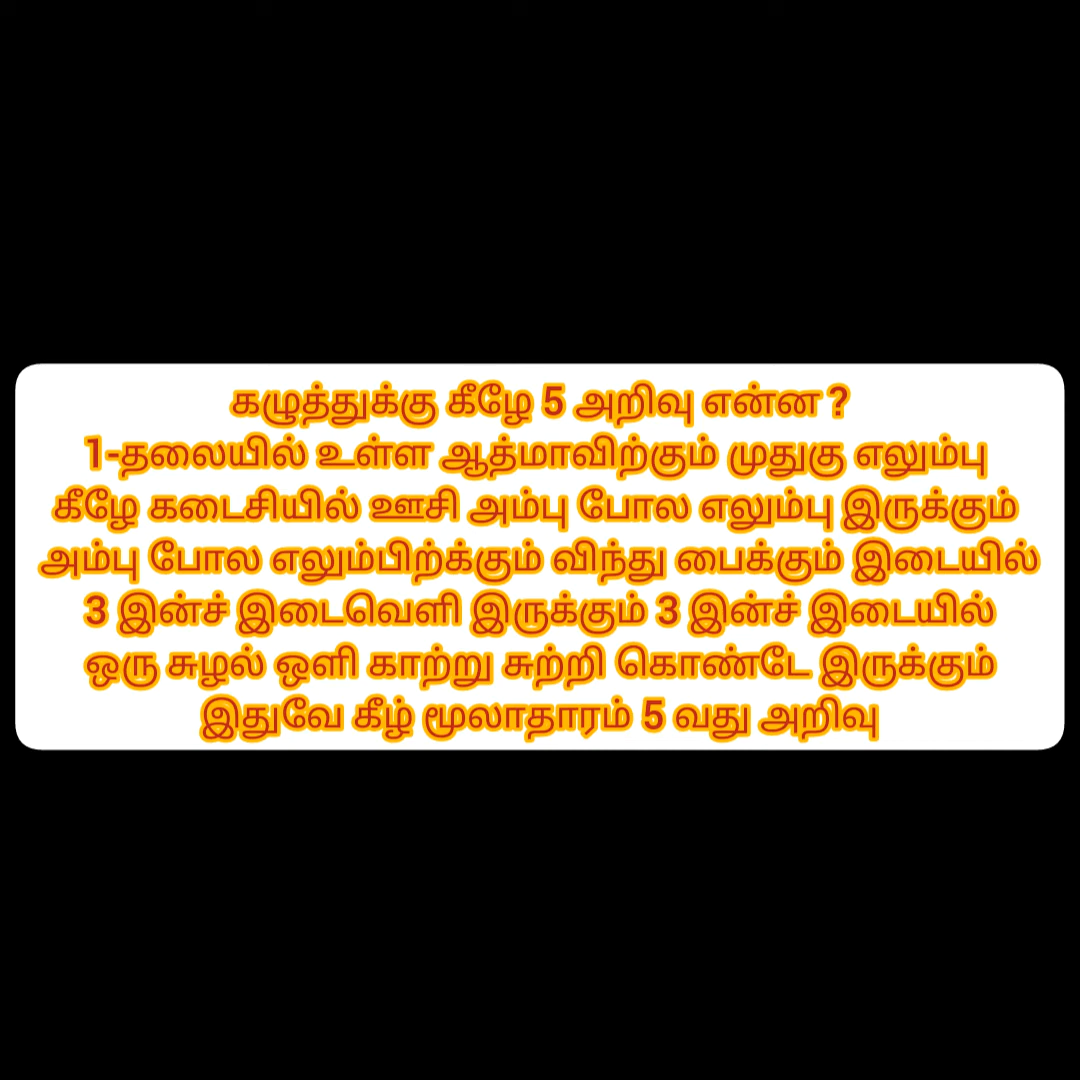 கழுத்துக்கு கீழே 5 அறிவு என்ன ?
1-தலையில் உள்ள ஆத்மாவிற்கும் முதுகு எலும்பு
கீழே கடைசியில் ஊசி அம்பு போல எலும்பு இருக்கும்
அம்பு போல எலும்பிற்க்கும் விந்து பைக்கும் இடையில்
3 இன்ச் இடைவெளி இருக்கும் 3 இன்ச் இடையில்
ஒரு சுழல் ஒளி காற்று சுற்றி கொண்டே இருக்கும்
இதுவே கீழ் மூலாதாரம் 5 வது அறிவு